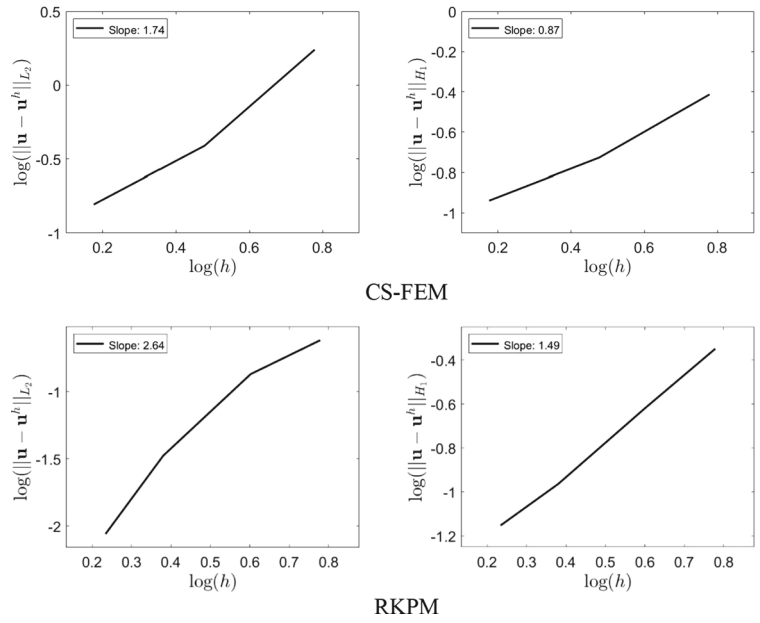 Slope: 1.74
0.5
0
-0.5
-1
0.2 0.4 0.6 0.8
log(h)
log(||u − u^h||_{L_2})
Slope: 0.87
0
-0.2
-0.4
-0.6
-0.8
-1
0.2 0.4 0.6 0.8
log(h)
log(||u − u^h||_{H_1})
CS-FEM
Slope: 2.64
-1
-1.5
-2
0.2 0.3 0.4 0.5 0.6 0.7 0.8
log(h)
log(||u − u^h||_{L_2})
Slope: 1.49
-0.4
-0.6
-0.8
-1
-1.2
0.2 0.3 0.4 0.5 0.6 0.7 0.8
log(h)
log(||u − u^h||_{H_1})
RKPM